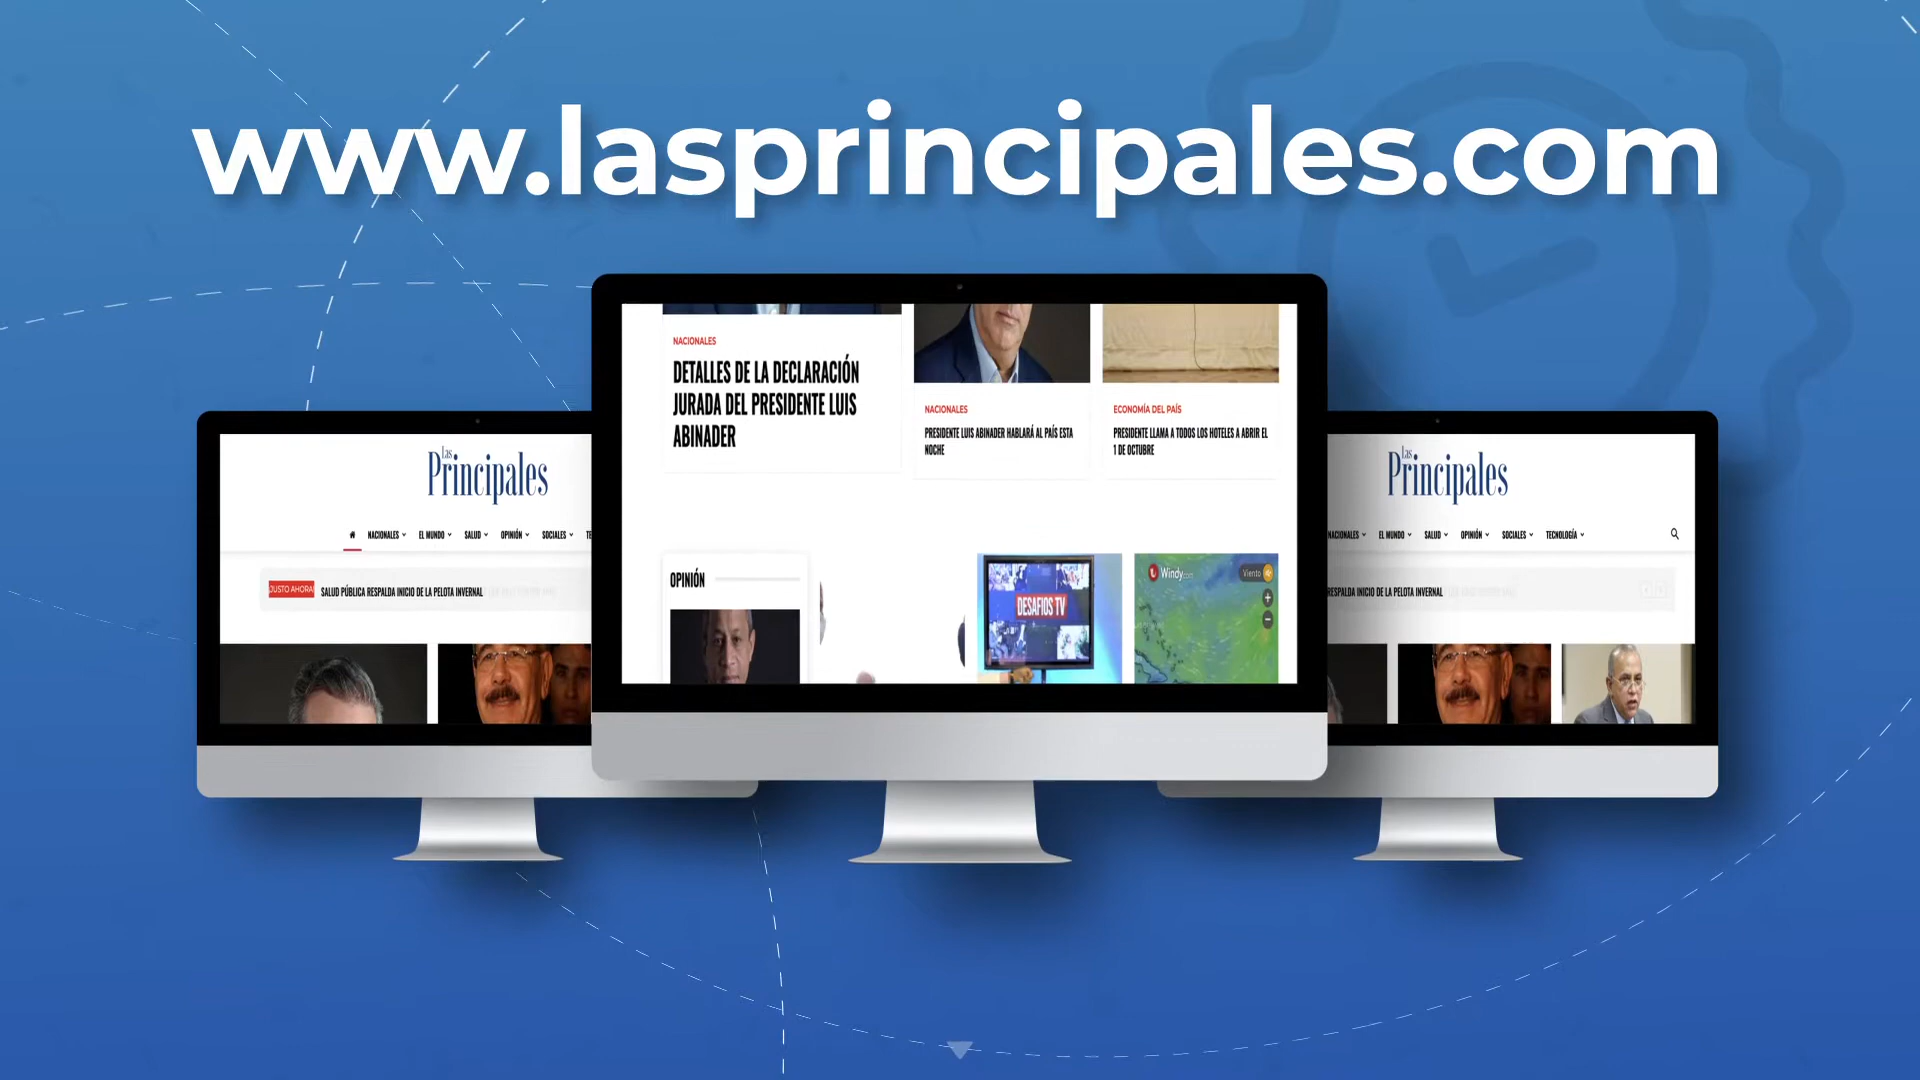 www.lasprincipales.com
NACIONALES
DETALLES DE LA DECLARACIÓN
JURADA DEL PRESIDENTE LUIS
ABINADER
NACIONALES
PRESIDENTE LUIS ABINADER HABLARÁ AL PAÍS ESTA
NOCHE
ECONOMÍA DEL PAÍS
PRESIDENTE LLAMA A TODOS LOS HOTELES A ABRIR EL
1 DE OCTUBRE
OPINIÓN
DESAFIOS TV
Windy.com
Viento
las
Principales
NACIONALES EL MUNDO SALUD OPINIÓN SOCIALES TE
JUSTO AHORA!
SALUD PÚBLICA RESPALDA INICIO DE LA PELOTA INVERNAL
las
Principales
NACIONALES EL MUNDO SALUD OPINIÓN SOCIALES TECNOLOGÍA
RESPALDA INICIO DE LA PELOTA INVERNAL